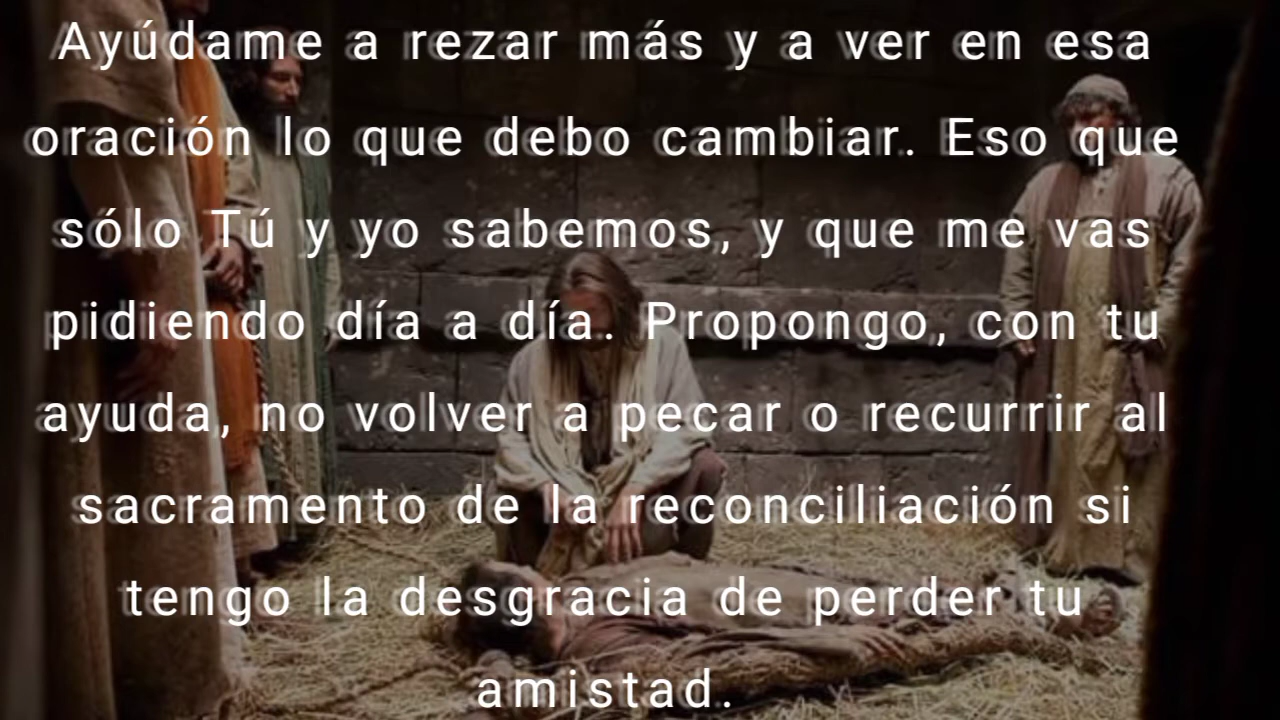 Ayúdame a rezar más y a ver en esa
oración lo que debo cambiar. Eso que
sólo Tú y yo sabemos, y que me vas
pidiendo día a día. Propongo, con tu
ayuda, no volver a pecar o recurrir al
sacramento de la reconciliación si
tengo la desgracia de perder tu
amistad.